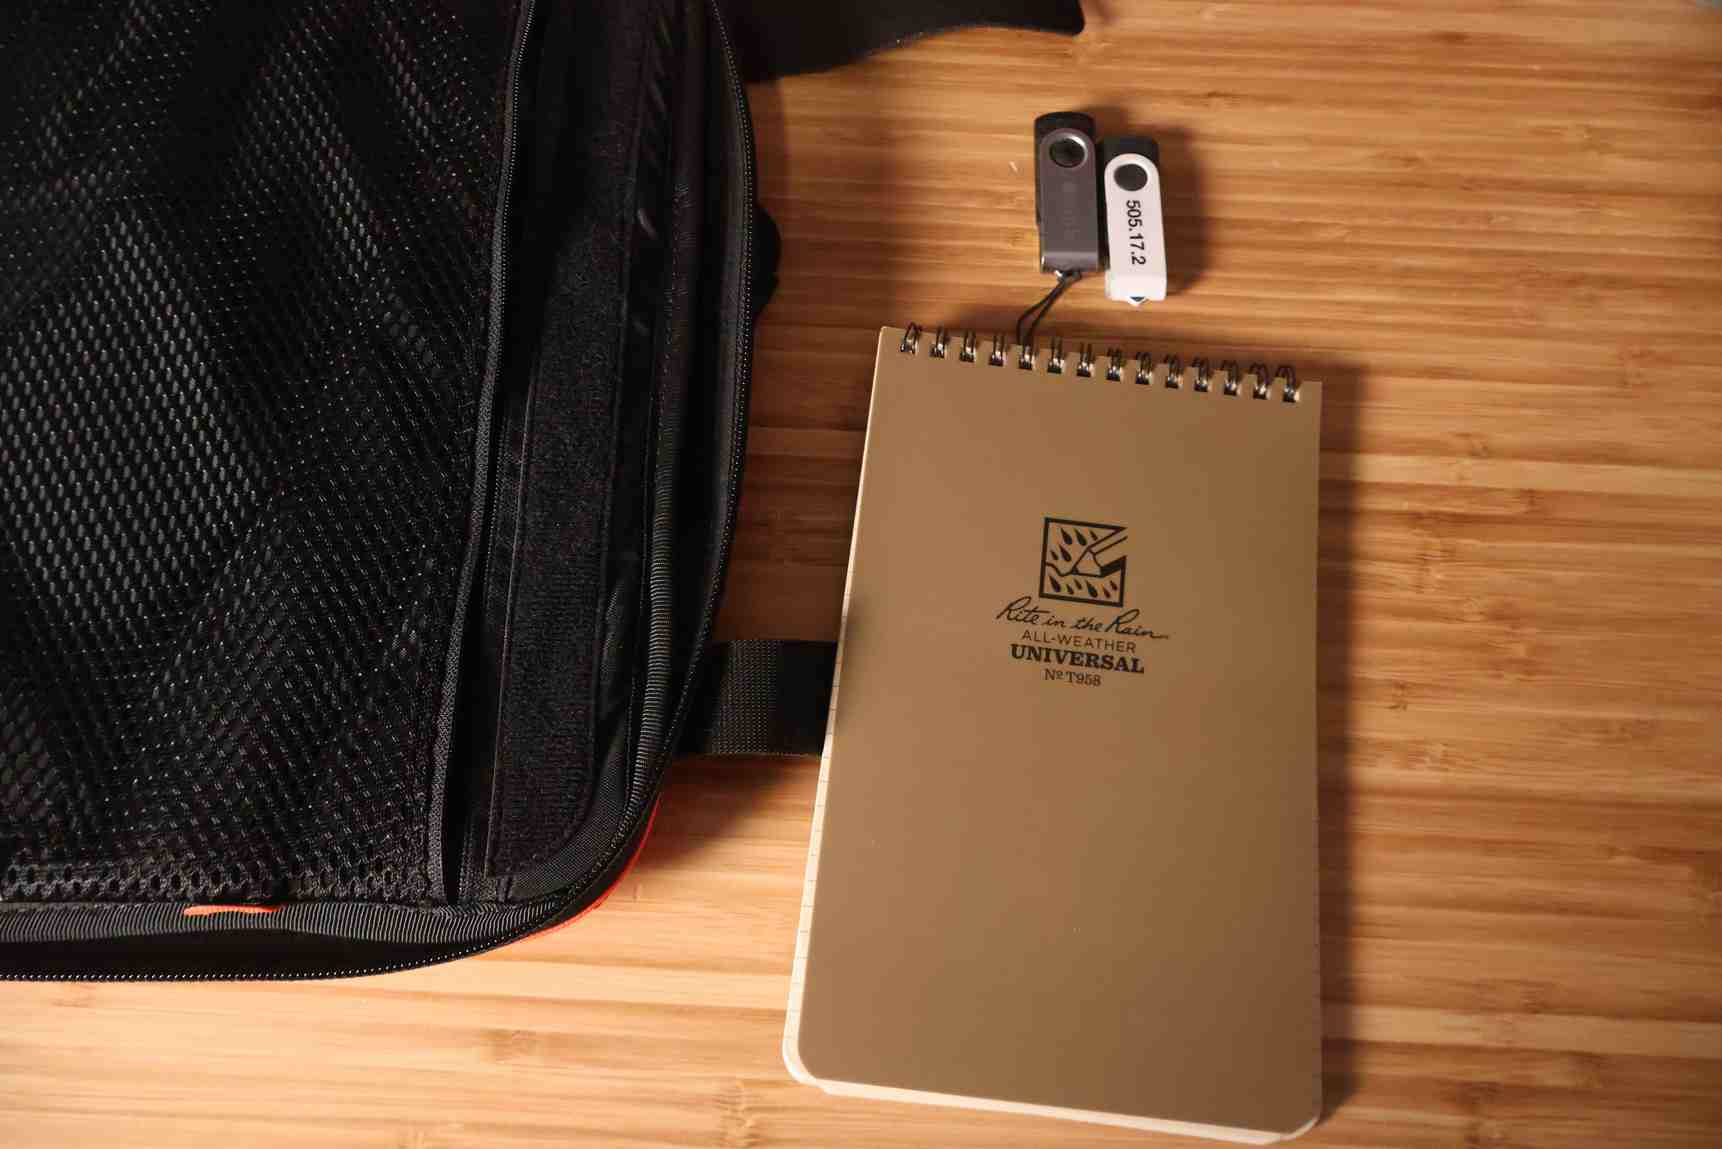 505.17.2
Rite in the Rain
ALL-WEATHER
UNIVERSAL
Nº T958